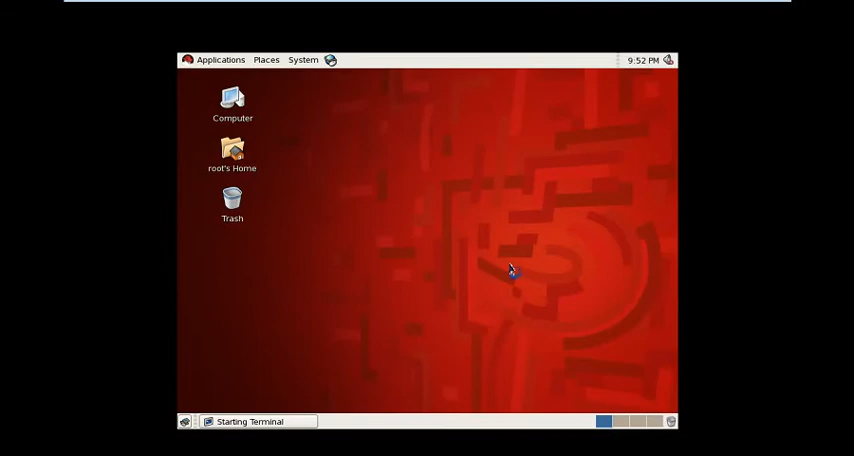 Applications Places System
9:52 PM
Computer
root's Home
Trash
Starting Terminal